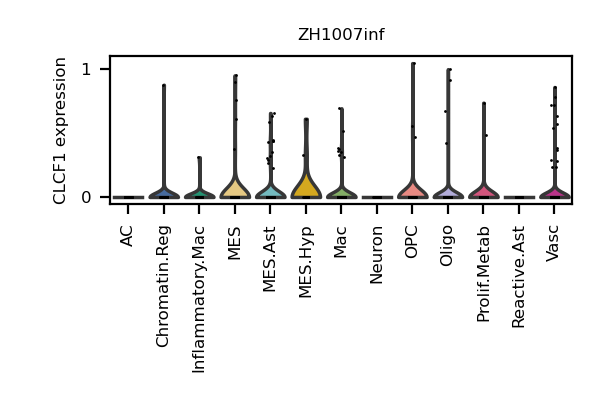 ZH1007inf
CLCF1 expression
1
0
AC
Chromatin.Reg
Inflammatory.Mac
MES
MES.Ast
MES.Hyp
Mac
Neuron
OPC
Oligo
Prolif.Metab
Reactive.Ast
Vasc